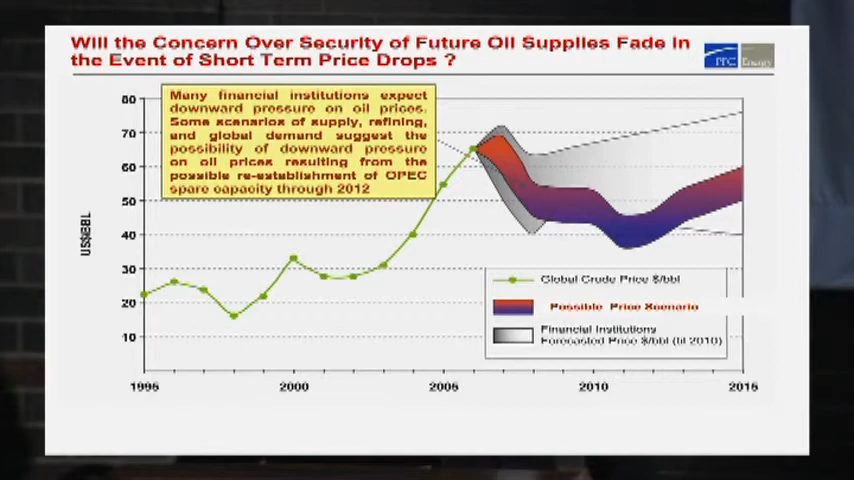 Will the Concern Over Security of Future Oil Supplies Fade in
the Event of Short Term Price Drops ?
PFC Energy
Many financial institutions expect
downward pressure on oil prices.
Some scenarios of supply, refining,
and global demand suggest the
possibility of downward pressure
on oil prices resulting from the
possible re-establishment of OPEC
spare capacity through 2012
80
70
60
50
40
30
20
10
US$/BBL
Global Crude Price $/bbl
Possible Price Scenario
Financial Institutions
Forecasted Price $/bbl (til 2010)
1995
2000
2005
2010
2015